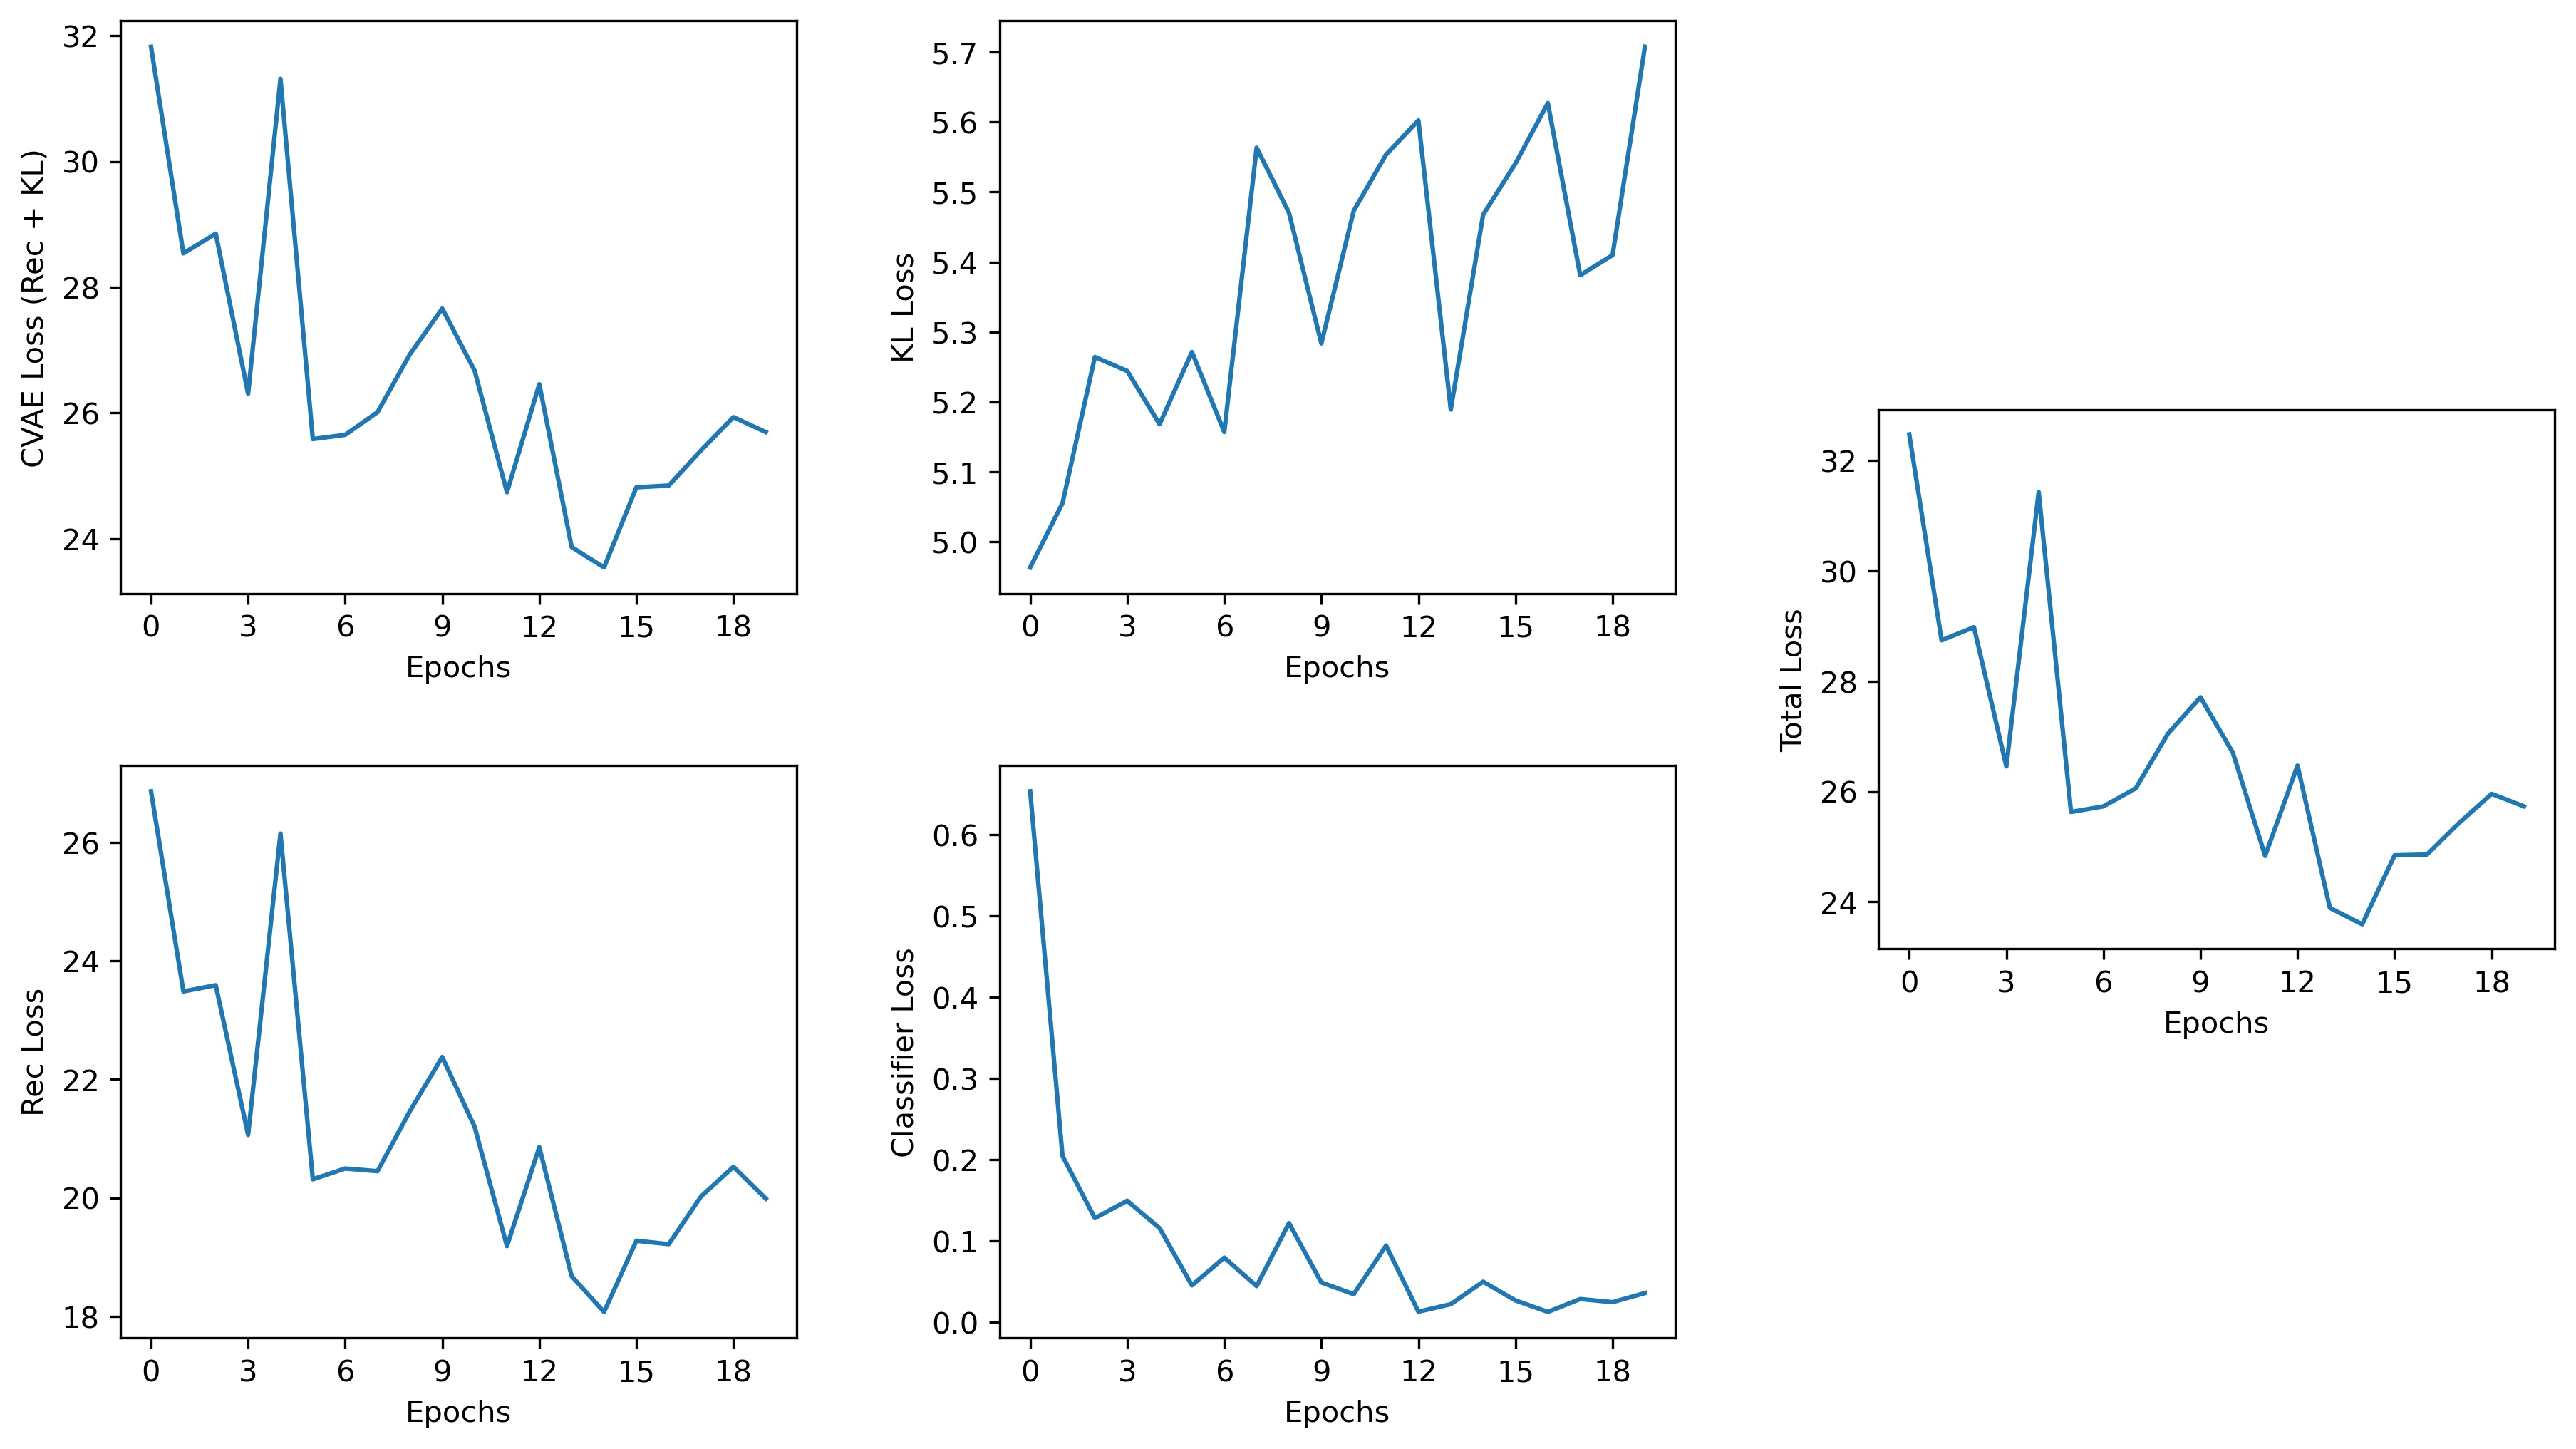 CVAE Loss (Rec + KL)
32
30
28
26
24
0 3 6 9 12 15 18
Epochs
KL Loss
5.7
5.6
5.5
5.4
5.3
5.2
5.1
5.0
0 3 6 9 12 15 18
Epochs
Rec Loss
26
24
22
20
18
0 3 6 9 12 15 18
Epochs
Classifier Loss
0.6
0.5
0.4
0.3
0.2
0.1
0.0
0 3 6 9 12 15 18
Epochs
Total Loss
32
30
28
26
24
0 3 6 9 12 15 18
Epochs